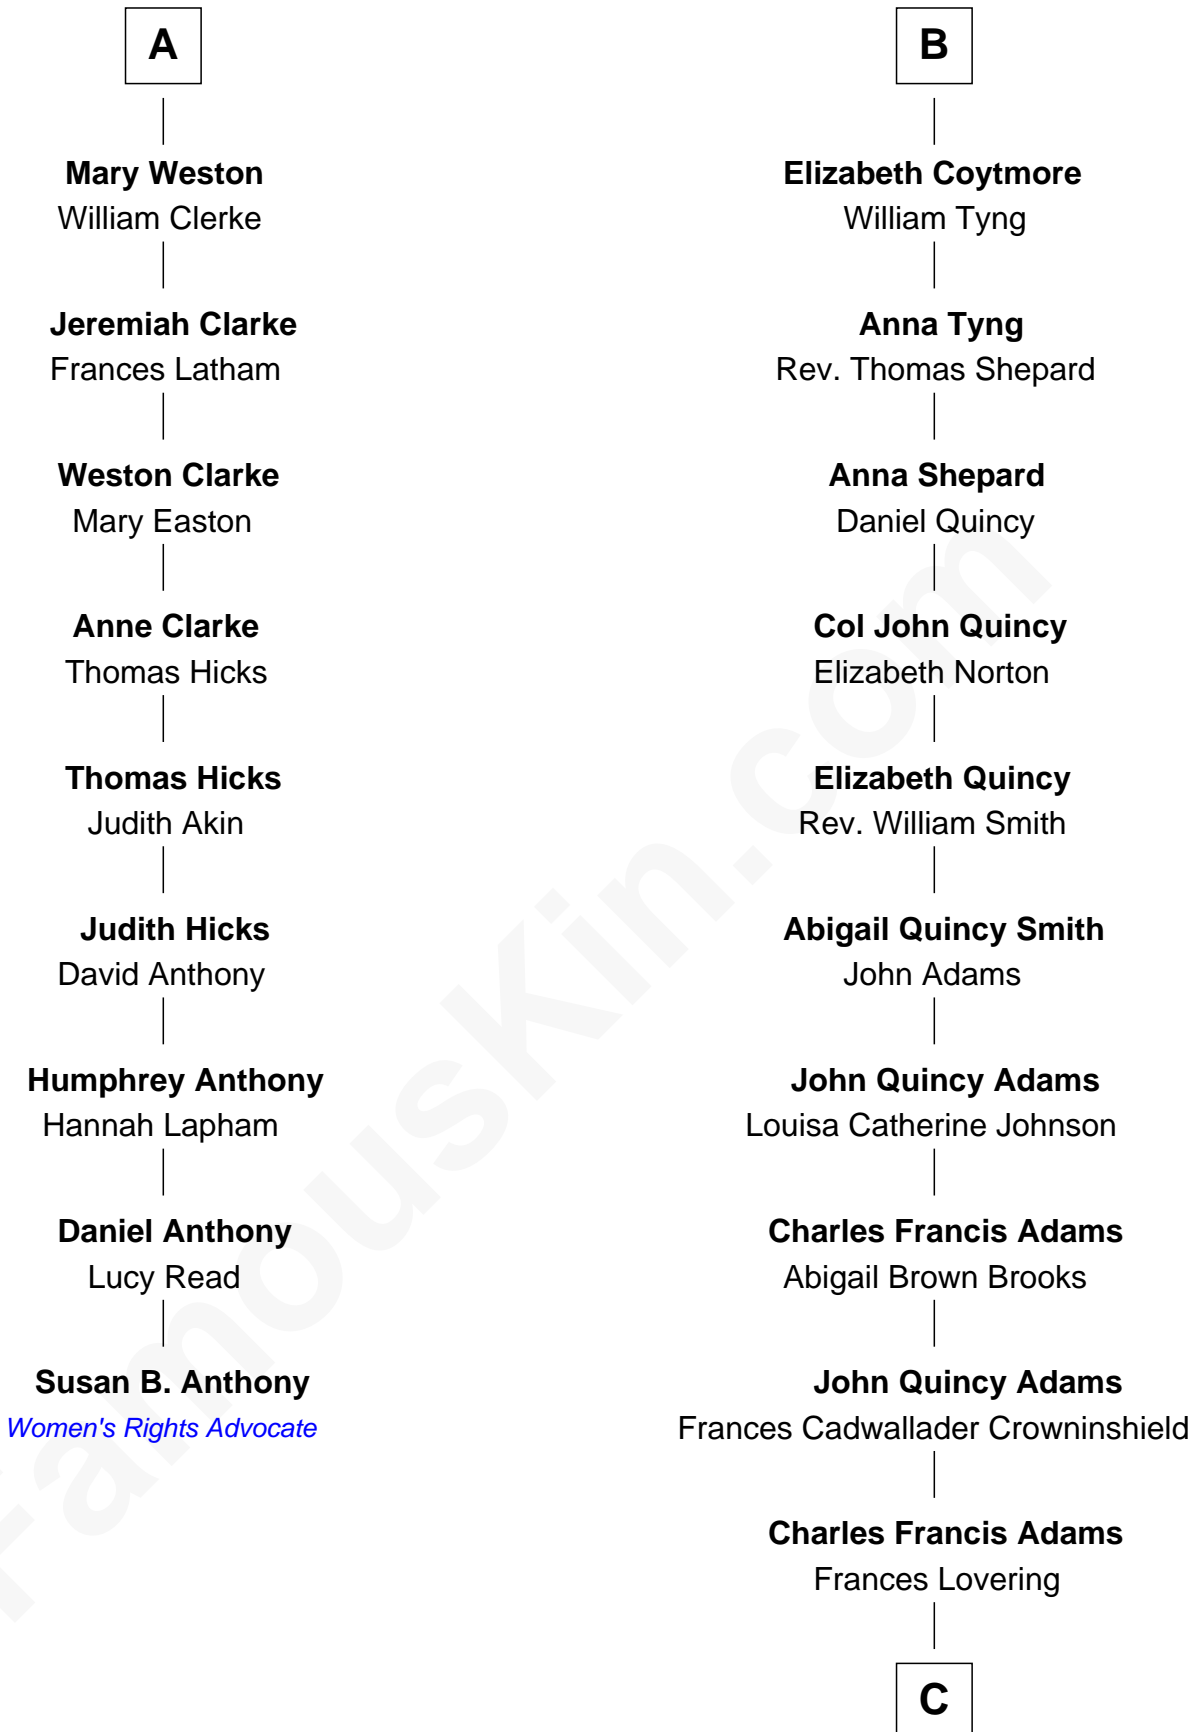 A
Mary Weston
William Clerke
Jeremiah Clarke
Frances Latham
Weston Clarke
Mary Easton
Anne Clarke
Thomas Hicks
Thomas Hicks
Judith Akin
Judith Hicks
David Anthony
Humphrey Anthony
Hannah Lapham
Daniel Anthony
Lucy Read
Susan B. Anthony
Women's Rights Advocate
B
Elizabeth Coytmore
William Tyng
Anna Tyng
Rev. Thomas Shepard
Anna Shepard
Daniel Quincy
Col John Quincy
Elizabeth Norton
Elizabeth Quincy
Rev. William Smith
Abigail Quincy Smith
John Adams
John Quincy Adams
Louisa Catherine Johnson
Charles Francis Adams
Abigail Brown Brooks
John Quincy Adams
Frances Cadwallader Crowninshield
Charles Francis Adams
Frances Lovering
C
FamousKin.com